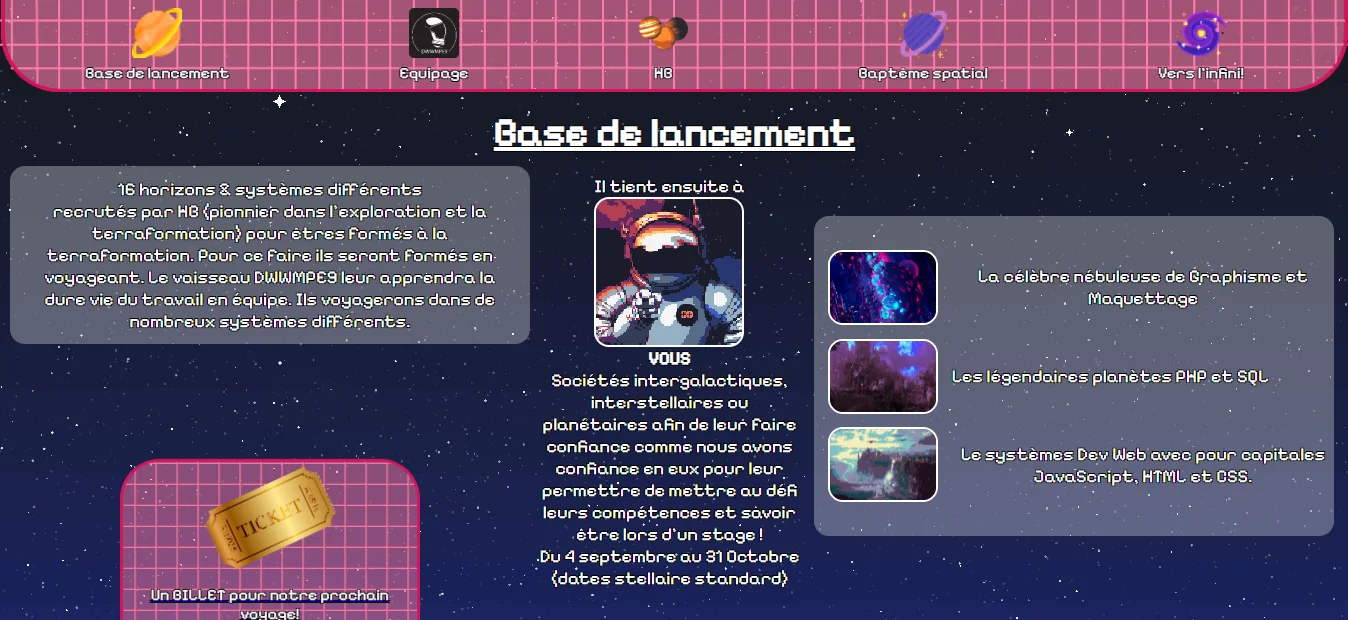 DWWMPE9
Base de lancement
Equipage
HB
Baptême spatial
Vers l'infini!
Base de lancement
16 horizons & systèmes différents
recrutés par HB (pionnier dans l'exploration et la
terraformation) pour êtres formés à la
terraformation. Pour ce faire ils seront formés en
voyageant. Le vaisseau DWWMPE9 leur apprendra la
dure vie du travail en équipe. Ils voyagerons dans de
nombreux systèmes différents.
TICKET
Un BILLET pour notre prochain
voyage!
Il tient ensuite à
VOUS
Sociétés intergalactiques,
interstellaires ou
planétaires afin de leur faire
confiance comme nous avons
confiance en eux pour leur
permettre de mettre au défi
leurs compétences et savoir
être lors d'un stage !
Du 4 septembre au 31 Octobre
(dates stellaire standard)
La célèbre nébuleuse de Graphisme et
Maquettage
Les légendaires planètes PHP et SQL
Le systèmes Dev Web avec pour capitales
JavaScript, HTML et CSS.